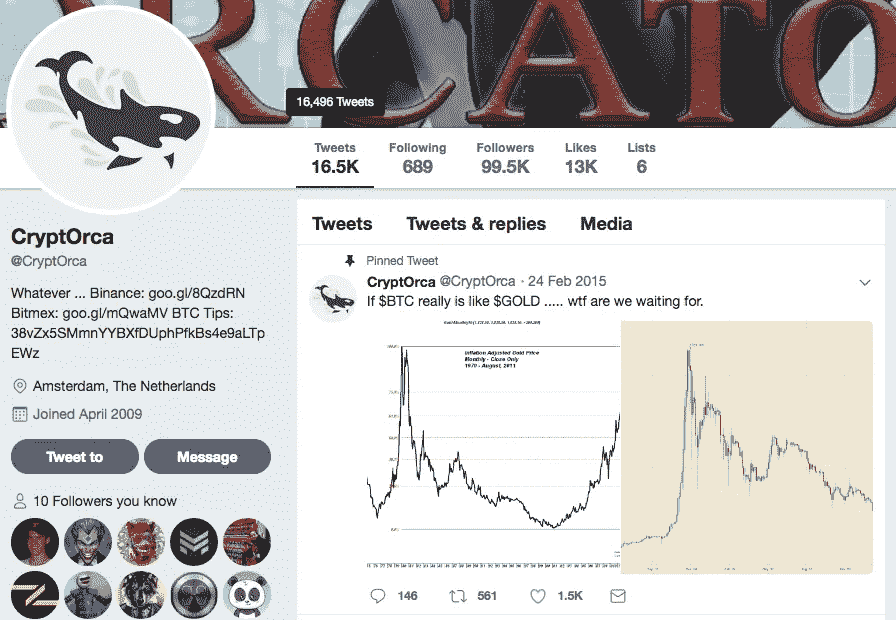 RCATO
16,496 Tweets
Tweets Following Followers Likes Lists
16.5K 689 99.5K 13K 6
CryptOrca
@CryptOrca
Whatever ... Binance: goo.gl/8QzdRN
Bitmex: goo.gl/mQwaMV BTC Tips:
38vZx5SMmnYYBXfDUphPfkBs4e9aLTp
EWz
Amsterdam, The Netherlands
Joined April 2009
Tweet to Message
10 Followers you know
Tweets Tweets & replies Media
Pinned Tweet
CryptOrca @CryptOrca · 24 Feb 2015
If $BTC really is like $GOLD ..... wtf are we waiting for.
Inflation Adjusted Gold Price
Monthly - Close Only
1970 - August, 2011
146 561 1.5K